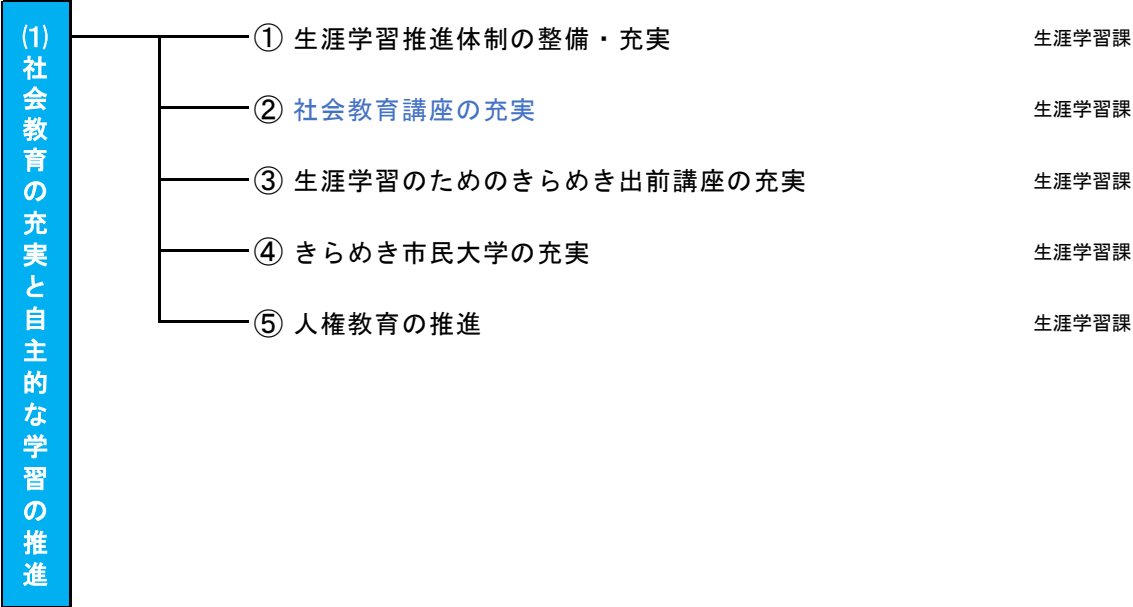 ⑴社会教育の充実と自主的な学習の推進
① 生涯学習推進体制の整備・充実 生涯学習課
② 社会教育講座の充実 生涯学習課
③ 生涯学習のためのきらめき出前講座の充実 生涯学習課
④ きらめき市民大学の充実 生涯学習課
⑤ 人権教育の推進 生涯学習課